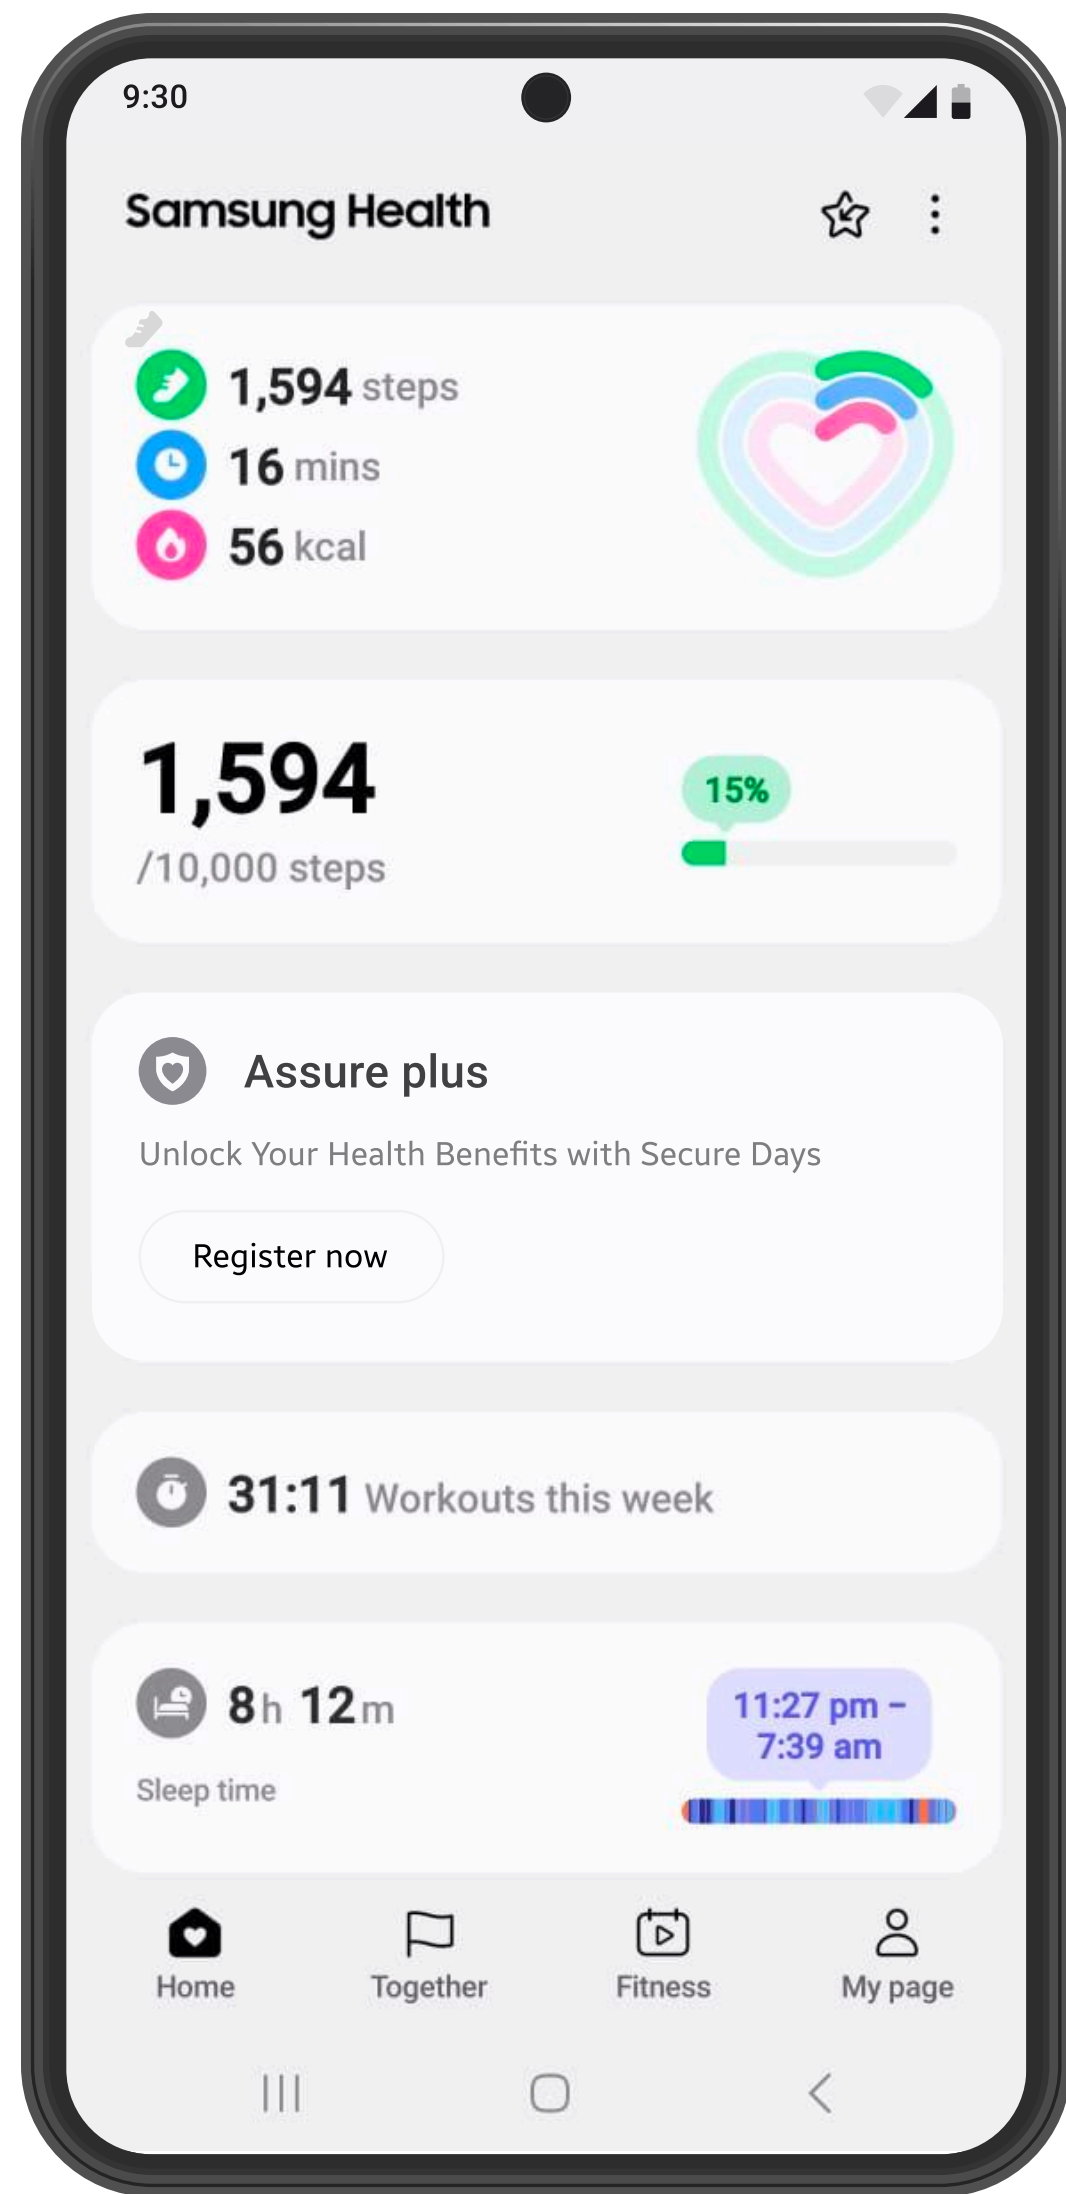 9:30
Samsung Health
1,594 steps
16 mins
56 kcal
1,594
/10,000 steps
15%
Assure plus
Unlock Your Health Benefits with Secure Days
Register now
31:11 Workouts this week
8h 12m
Sleep time
11:27 pm –
7:39 am
Home
Together
Fitness
My page